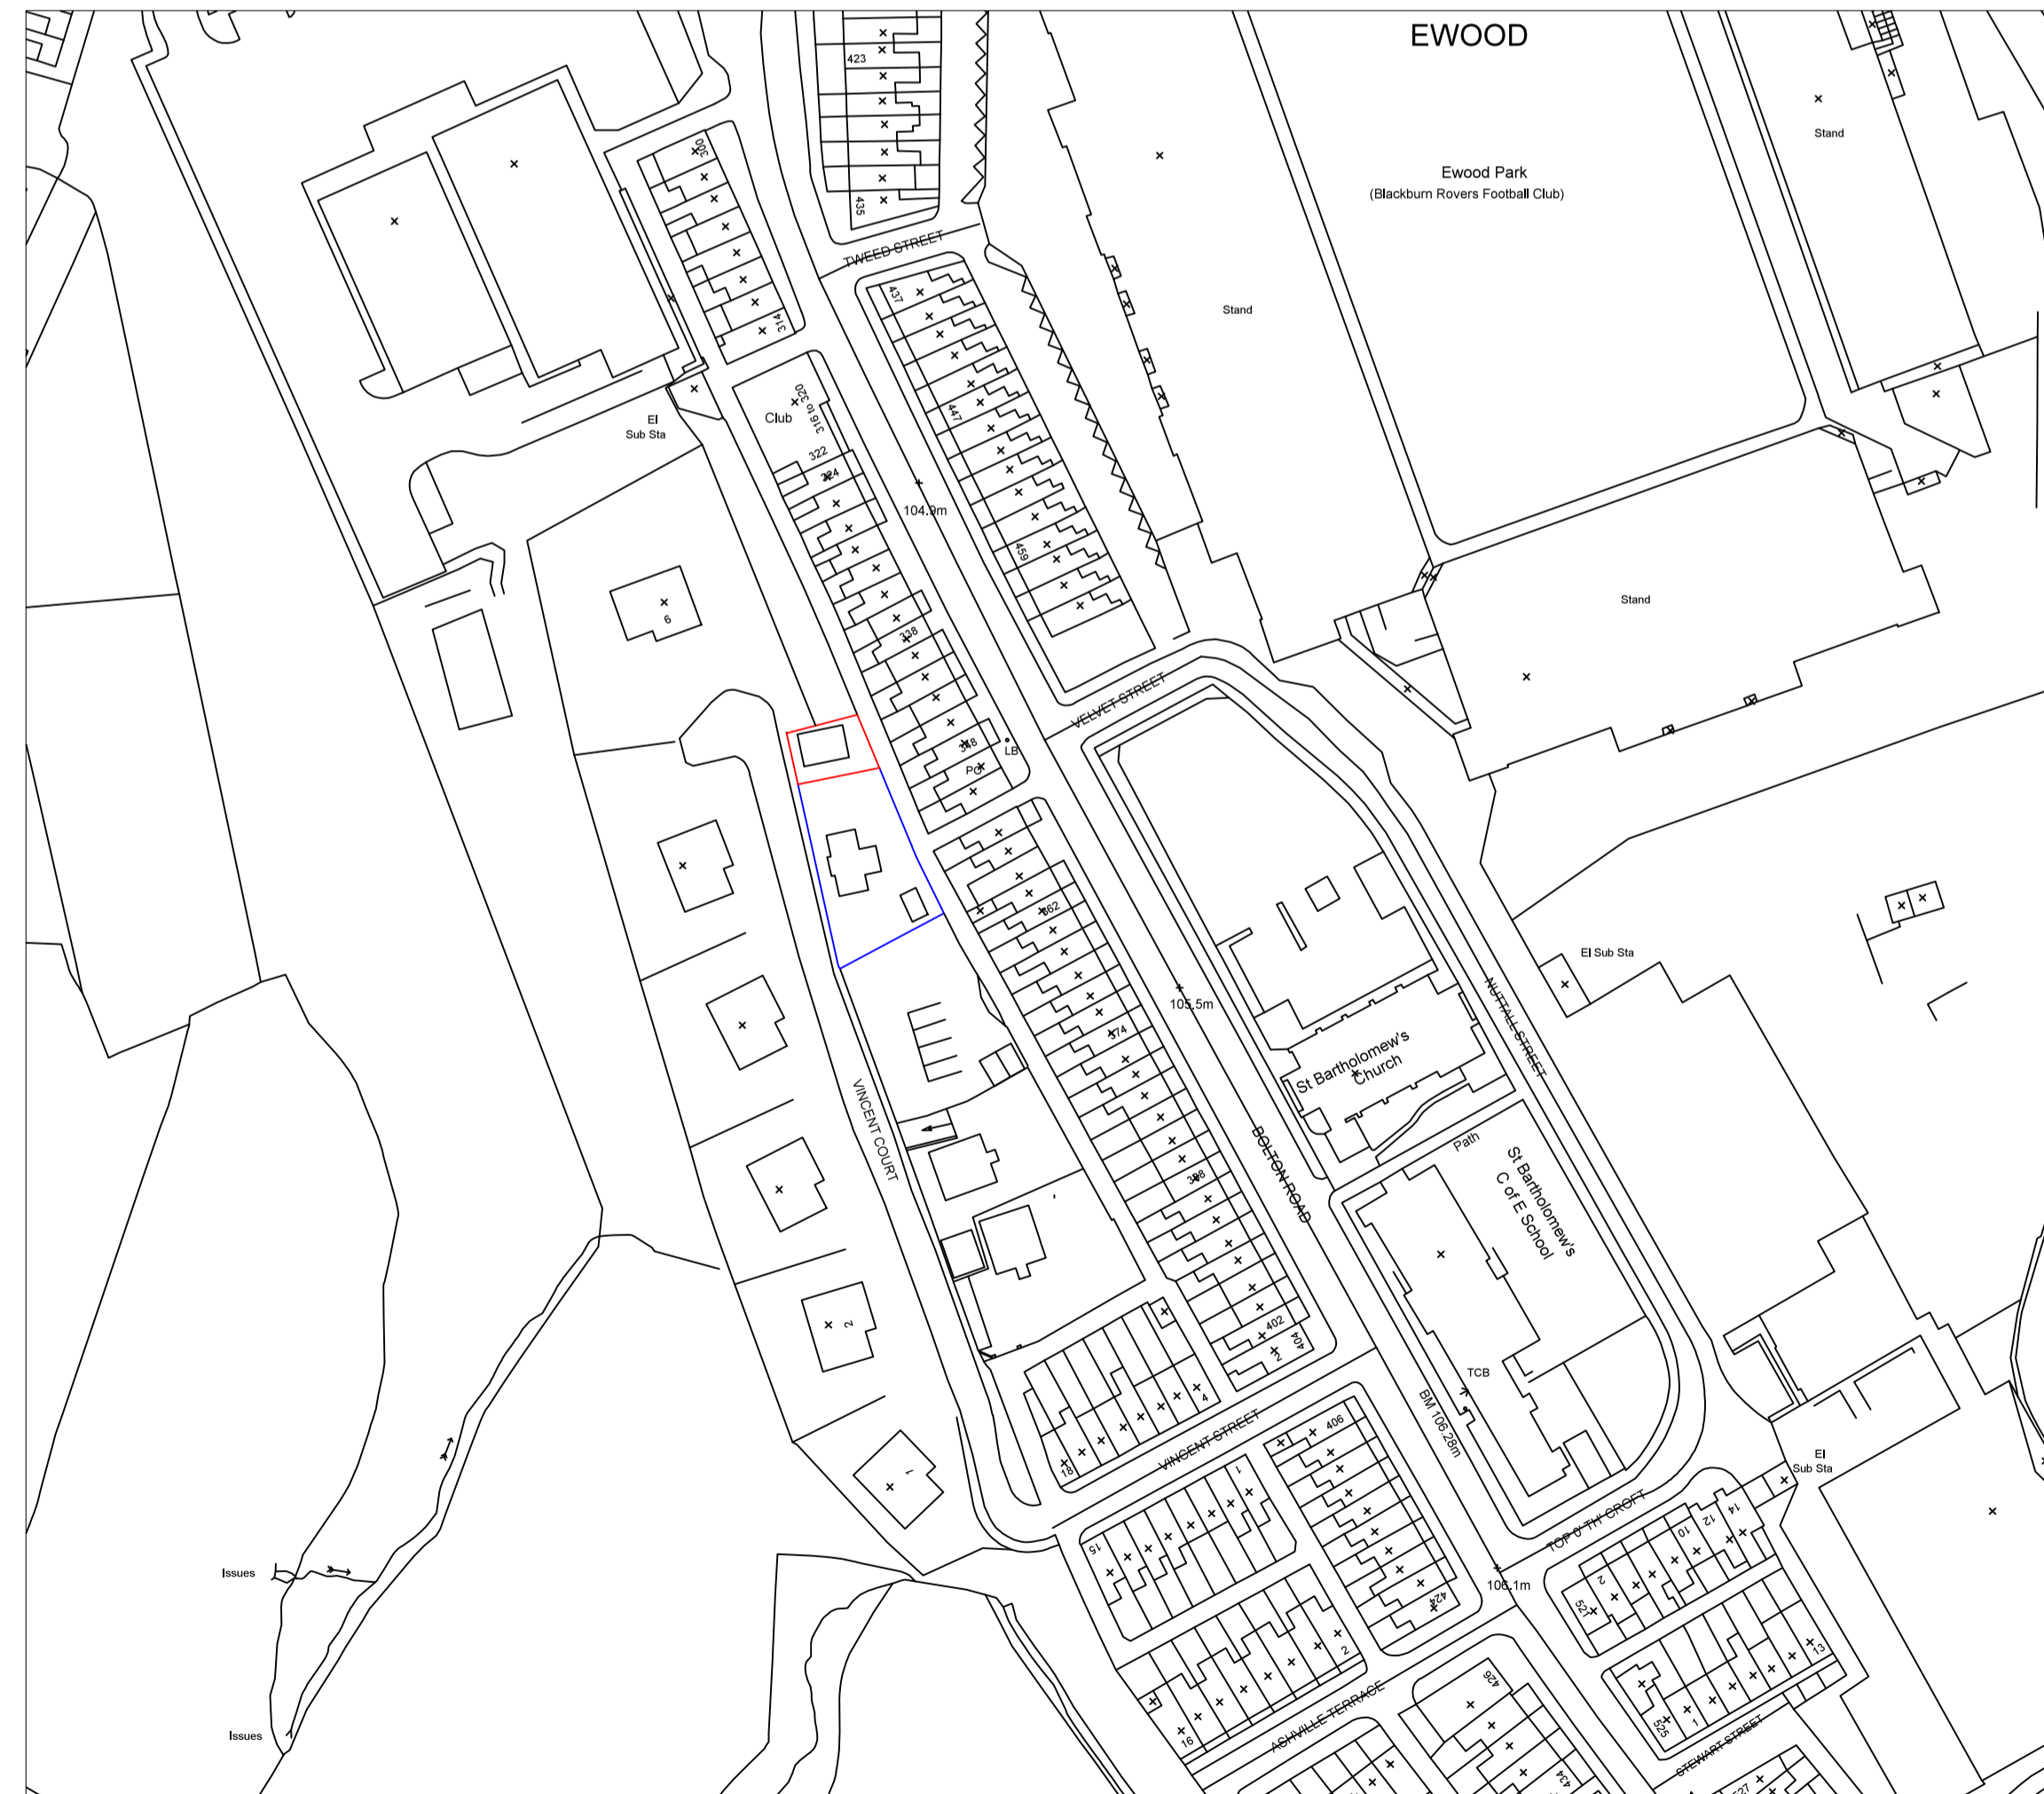 EWOOD
423
Stand
300
Ewood Park
(Blackburn Rovers Football Club)
435
TWEED STREET
437
314
Stand
316 to 320
Club
447
El
Sub Sta
322
324
104.9m
459
Stand
6
338
VELVET STREET
348
LB
PO
362
El Sub Sta
105.5m
NUTTALL STREET
374
St Bartholomew's
Church
VINCENT COURT
Path
BOLTON ROAD
St Bartholomew's
C of E School
398
2
402
404
2
TCB
4
BM 106.28m
406
VINCENT STREET
18
1
1
El
Sub Sta
15
TOP O' TH' CROFT
14
12
10
2
521
Issues
106.1m
424
2
13
426
1
525
16
ASHVILLE TERRACE
STEWART STREET
Issues
434
527